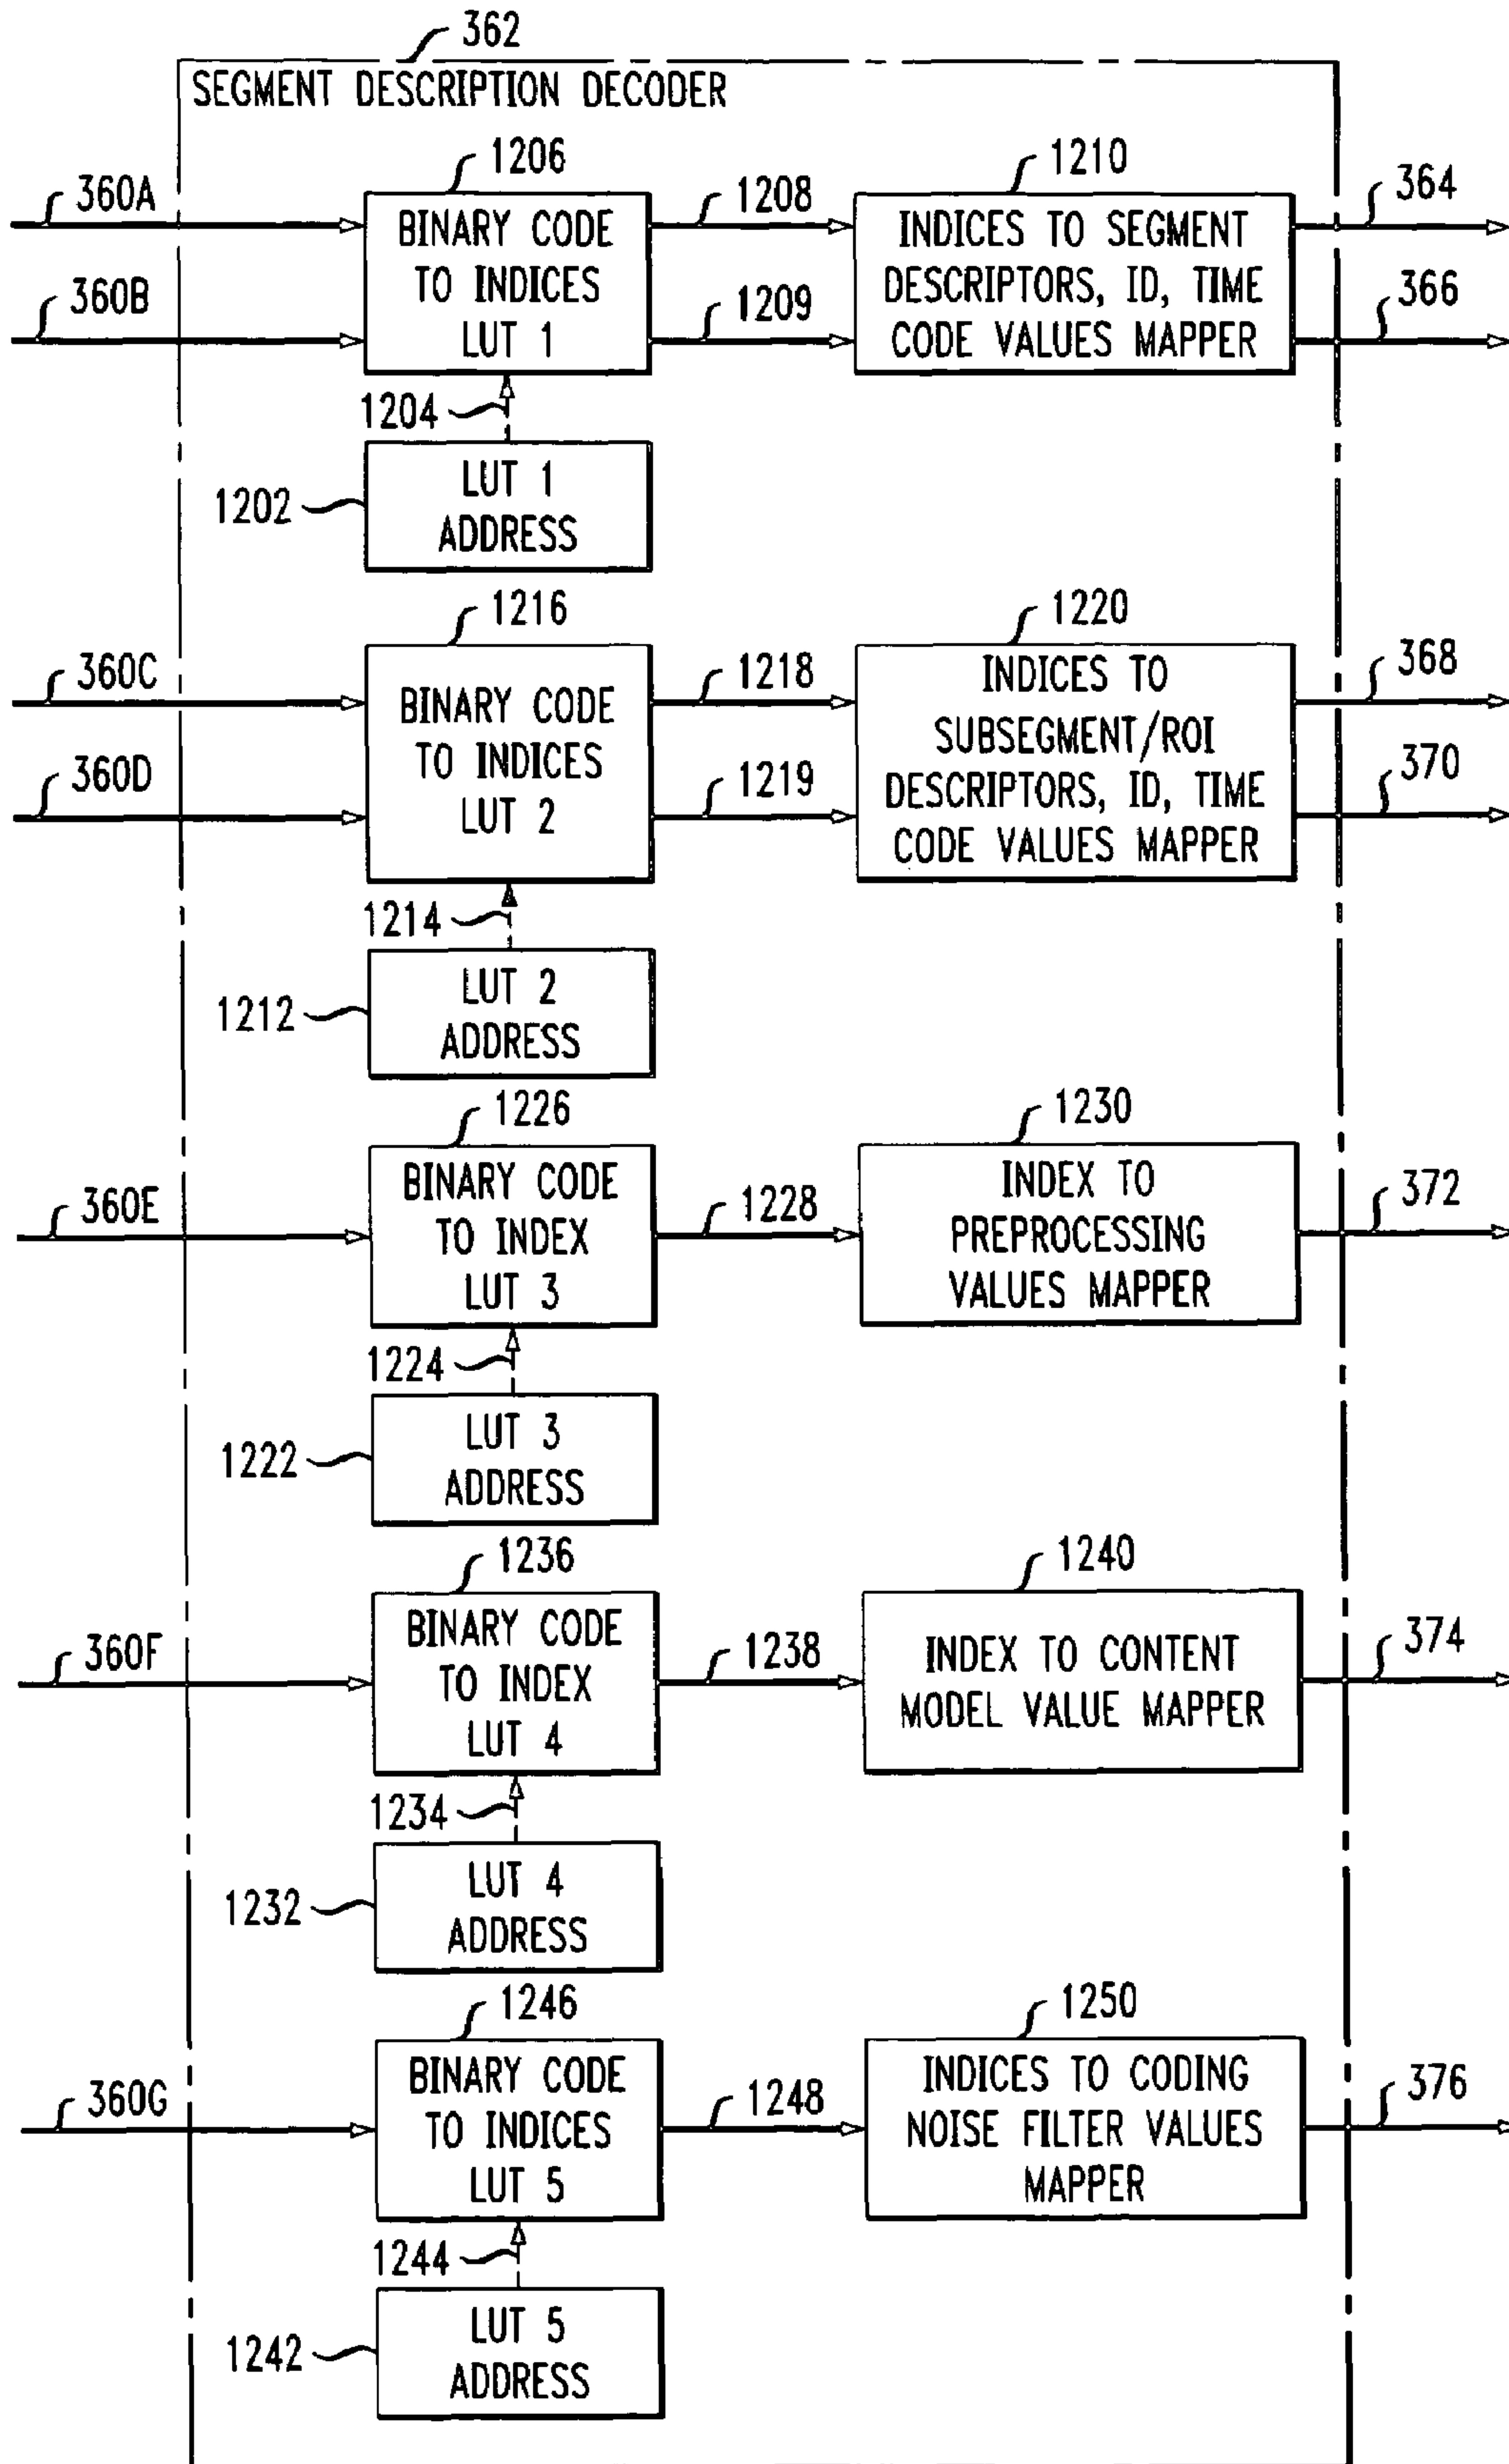 362
SEGMENT DESCRIPTION DECODER
1206
1210
360A
1208
364
BINARY CODE
TO INDICES
LUT 1
INDICES TO SEGMENT
DESCRIPTORS, ID, TIME
CODE VALUES MAPPER
360B
1209
366
1204
LUT 1
ADDRESS
1202
1216
1220
360C
1218
368
BINARY CODE
TO INDICES
LUT 2
INDICES TO
SUBSEGMENT/ROI
DESCRIPTORS, ID, TIME
CODE VALUES MAPPER
360D
1219
370
1214
LUT 2
ADDRESS
1212
1226
1230
360E
BINARY CODE
TO INDEX
LUT 3
1228
INDEX TO
PREPROCESSING
VALUES MAPPER
372
1224
LUT 3
ADDRESS
1222
1236
1240
360F
BINARY CODE
TO INDEX
LUT 4
1238
INDEX TO CONTENT
MODEL VALUE MAPPER
374
1234
LUT 4
ADDRESS
1232
1246
1250
360G
BINARY CODE
TO INDICES
LUT 5
1248
INDICES TO CODING
NOISE FILTER VALUES
MAPPER
376
1244
LUT 5
ADDRESS
1242